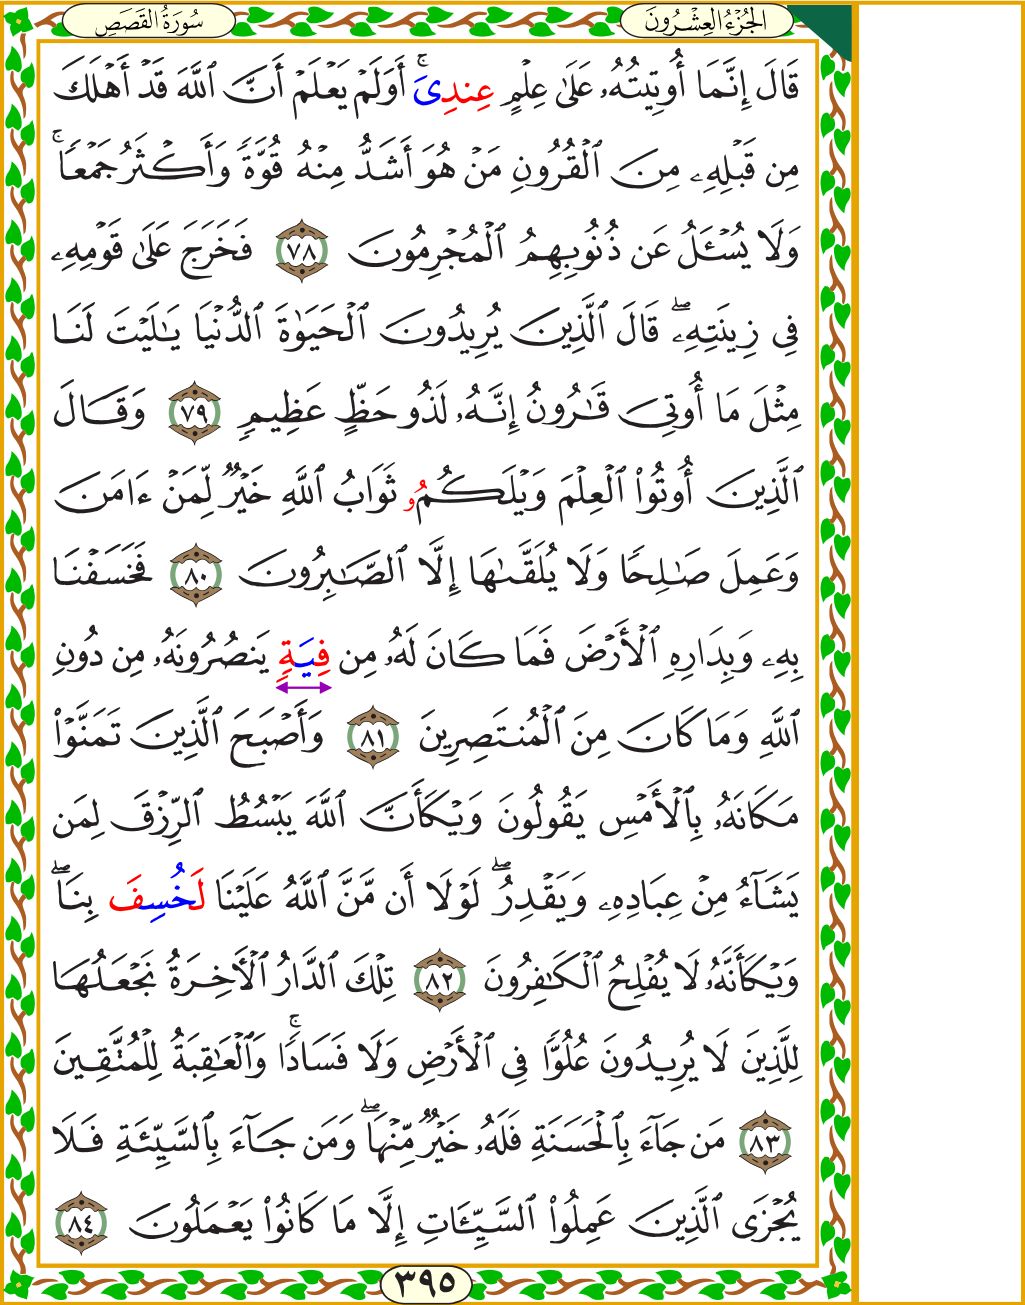 الجُزْءُ العِشْرُونَ
سُورَةُ القَصَصِ
قَالَ إِنَّمَا أُوتِيتُهُۥ عَلَىٰ عِلۡمٍ عِندِيَۚ أَوَلَمۡ يَعۡلَمۡ أَنَّ ٱللَّهَ قَدۡ أَهۡلَكَ
مِن قَبۡلِهِۦ مِنَ ٱلۡقُرُونِ مَنۡ هُوَ أَشَدُّ مِنۡهُ قُوَّةٗ وَأَكۡثَرُ جَمۡعٗاۚ
وَلَا يُسۡـَٔلُ عَن ذُنُوبِهِمُ ٱلۡمُجۡرِمُونَ ٧٨ فَخَرَجَ عَلَىٰ قَوۡمِهِۦ
فِي زِينَتِهِۦۖ قَالَ ٱلَّذِينَ يُرِيدُونَ ٱلۡحَيَوٰةَ ٱلدُّنۡيَا يَٰلَيۡتَ لَنَا
مِثۡلَ مَا أُوتِيَ قَٰرُونُ إِنَّهُۥ لَذُو حَظٍّ عَظِيمٖ ٧٩ وَقَالَ
ٱلَّذِينَ أُوتُواْ ٱلۡعِلۡمَ وَيۡلَكُمُۥ ثَوَابُ ٱللَّهِ خَيۡرٞ لِّمَنۡ ءَامَنَ
وَعَمِلَ صَٰلِحٗا وَلَا يُلَقَّىٰهَا إِلَّا ٱلصَّٰبِرُونَ ٨٠ فَخَسَفۡنَا
بِهِۦ وَبِدَارِهِ ٱلۡأَرۡضَ فَمَا كَانَ لَهُۥ مِن فِيَةٖ يَنصُرُونَهُۥ مِن دُونِ
ٱللَّهِ وَمَا كَانَ مِنَ ٱلۡمُنتَصِرِينَ ٨١ وَأَصۡبَحَ ٱلَّذِينَ تَمَنَّوۡاْ
مَكَانَهُۥ بِٱلۡأَمۡسِ يَقُولُونَ وَيۡكَأَنَّ ٱللَّهَ يَبۡسُطُ ٱلرِّزۡقَ لِمَن
يَشَآءُ مِنۡ عِبَادِهِۦ وَيَقۡدِرُۖ لَوۡلَا أَن مَّنَّ ٱللَّهُ عَلَيۡنَا لَخُسِفَ بِنَاۖ
وَيۡكَأَنَّهُۥ لَا يُفۡلِحُ ٱلۡكَٰفِرُونَ ٨٢ تِلۡكَ ٱلدَّارُ ٱلۡأَخِرَةُ نَجۡعَلُهَا
لِلَّذِينَ لَا يُرِيدُونَ عُلُوّٗا فِي ٱلۡأَرۡضِ وَلَا فَسَادٗاۚ وَٱلۡعَٰقِبَةُ لِلۡمُتَّقِينَ
٨٣ مَن جَآءَ بِٱلۡحَسَنَةِ فَلَهُۥ خَيۡرٞ مِّنۡهَاۖ وَمَن جَآءَ بِٱلسَّيِّئَةِ فَلَا
يُجۡزَى ٱلَّذِينَ عَمِلُواْ ٱلسَّيِّـَٔاتِ إِلَّا مَا كَانُواْ يَعۡمَلُونَ ٨٤
٣٩٥